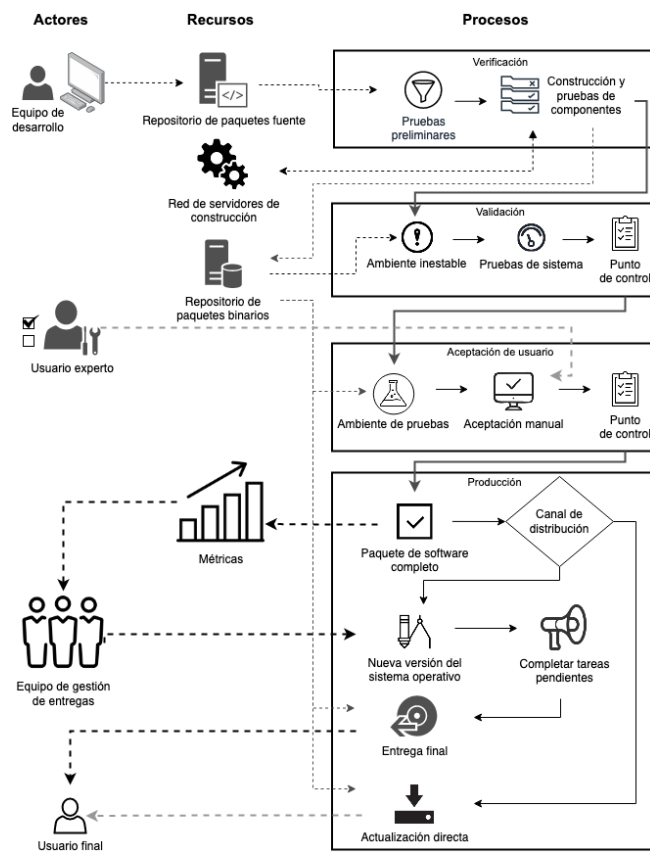 Actores
Recursos
Procesos
Verificación
Equipo de
desarrollo
</>
Repositorio de paquetes fuente
Pruebas
preliminares
Construcción y
pruebas de
componentes
Red de servidores de
construcción
Validación
Ambiente inestable
Pruebas de sistema
Punto
de control
Repositorio de
paquetes binarios
Usuario experto
Aceptación de usuario
Ambiente de pruebas
Aceptación manual
Punto
de control
Producción
Métricas
Paquete de software
completo
Canal de
distribución
Equipo de gestión
de entregas
Nueva versión del
sistema operativo
Completar tareas
pendientes
Entrega final
Usuario final
Actualización directa